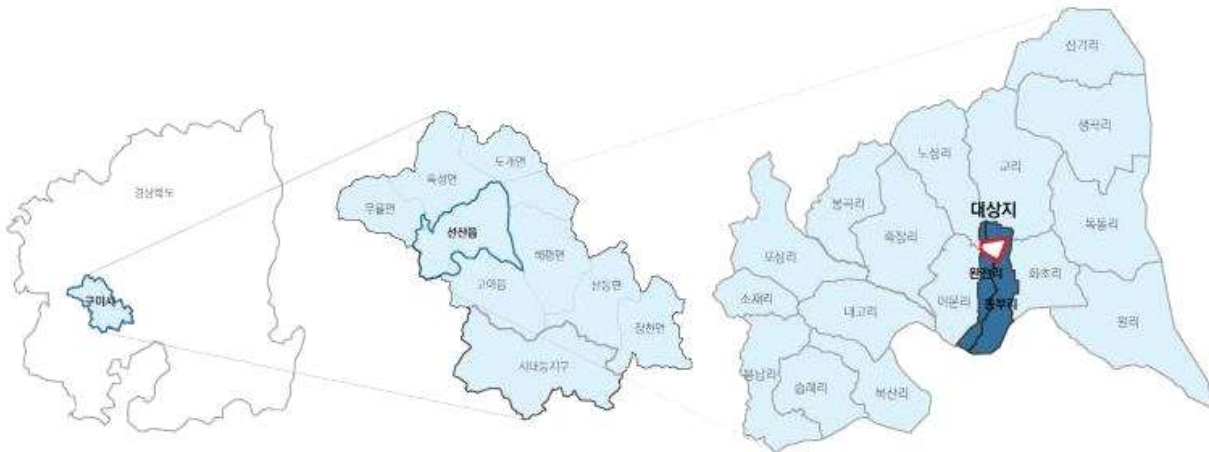 경상북도
구미시
도개면
옥성면
무을면
선산읍
해평면
고아읍
산동면
장천면
시내동지구
신기리
생곡리
노상리
교리
봉곡리
죽장리
대상지
독동리
포상리
완전리
화조리
소재리
이문리
동부리
내고리
원리
봉남리
습례리
북산리